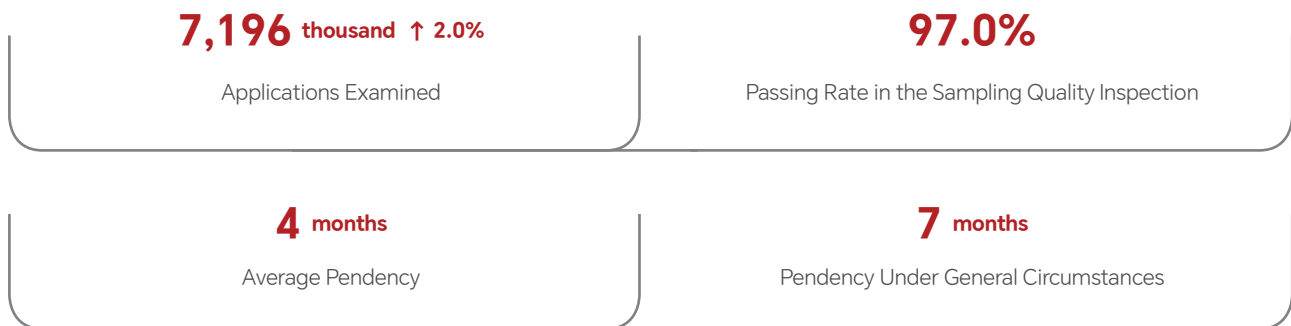 7,196 thousand ↑ 2.0%
97.0%
Applications Examined
Passing Rate in the Sampling Quality Inspection
4 months
7 months
Average Pendency
Pendency Under General Circumstances